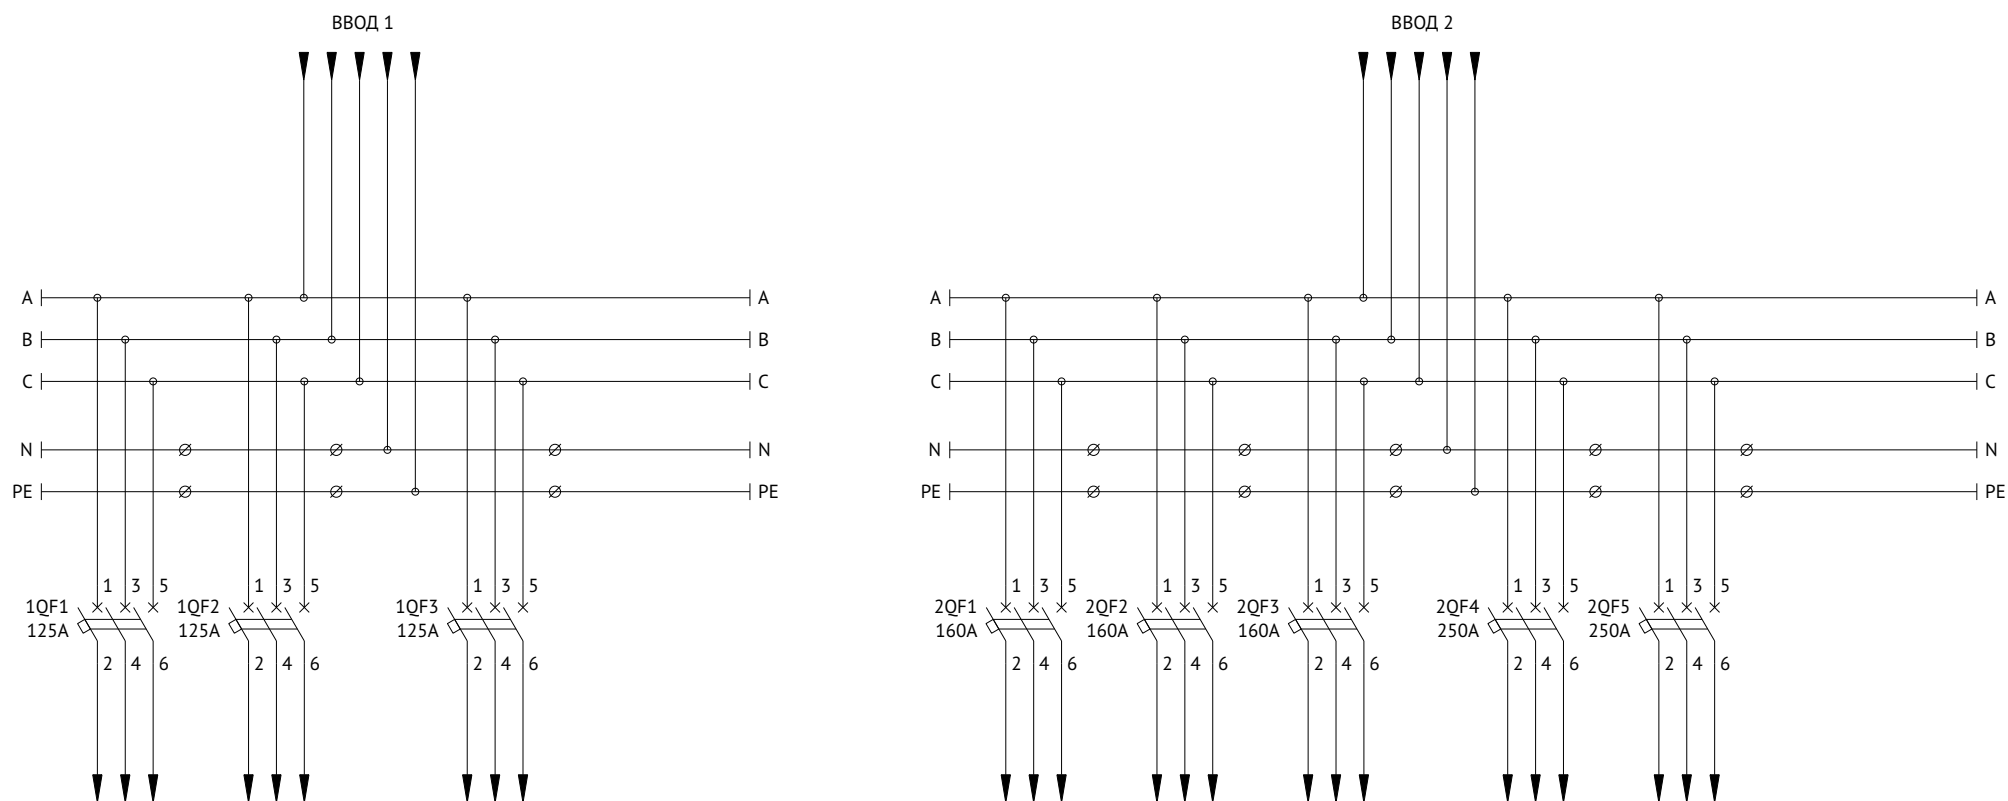 ВВОД 1
A A
B B
C C
N N
PE PE
1 3 5 1 3 5 1 3 5
1QF1 1QF2 1QF3
125A 125A 125A
2 4 6 2 4 6 2 4 6
ВВОД 2
A A
B B
C C
N N
PE PE
1 3 5 1 3 5 1 3 5 1 3 5 1 3 5
2QF1 2QF2 2QF3 2QF4 2QF5
160A 160A 160A 250A 250A
2 4 6 2 4 6 2 4 6 2 4 6 2 4 6